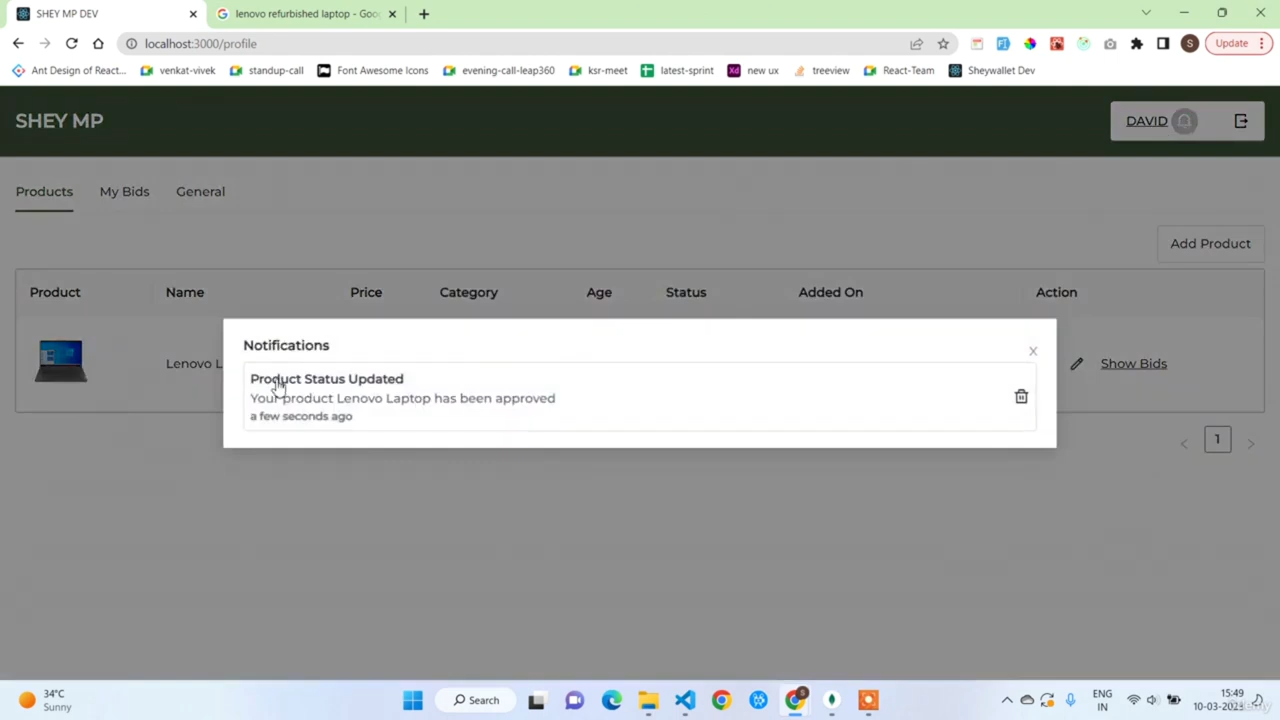 SHEY MP DEV
lenovo refurbished laptop - Goo
localhost:3000/profile
S
Update
Ant Design of React...
venkat-vivek
standup-call
Font Awesome Icons
evening-call-leap360
ksr-meet
latest-sprint
Xd new ux
treeview
React-Team
Sheywallet Dev
SHEY MP
DAVID
Products
My Bids
General
Add Product
Product
Name
Price
Category
Age
Status
Added On
Action
Lenovo L
Show Bids
Notifications
Product Status Updated
Your product Lenovo Laptop has been approved
a few seconds ago
1
34°C
Sunny
Search
ENG
IN
15:49
10-03-2023